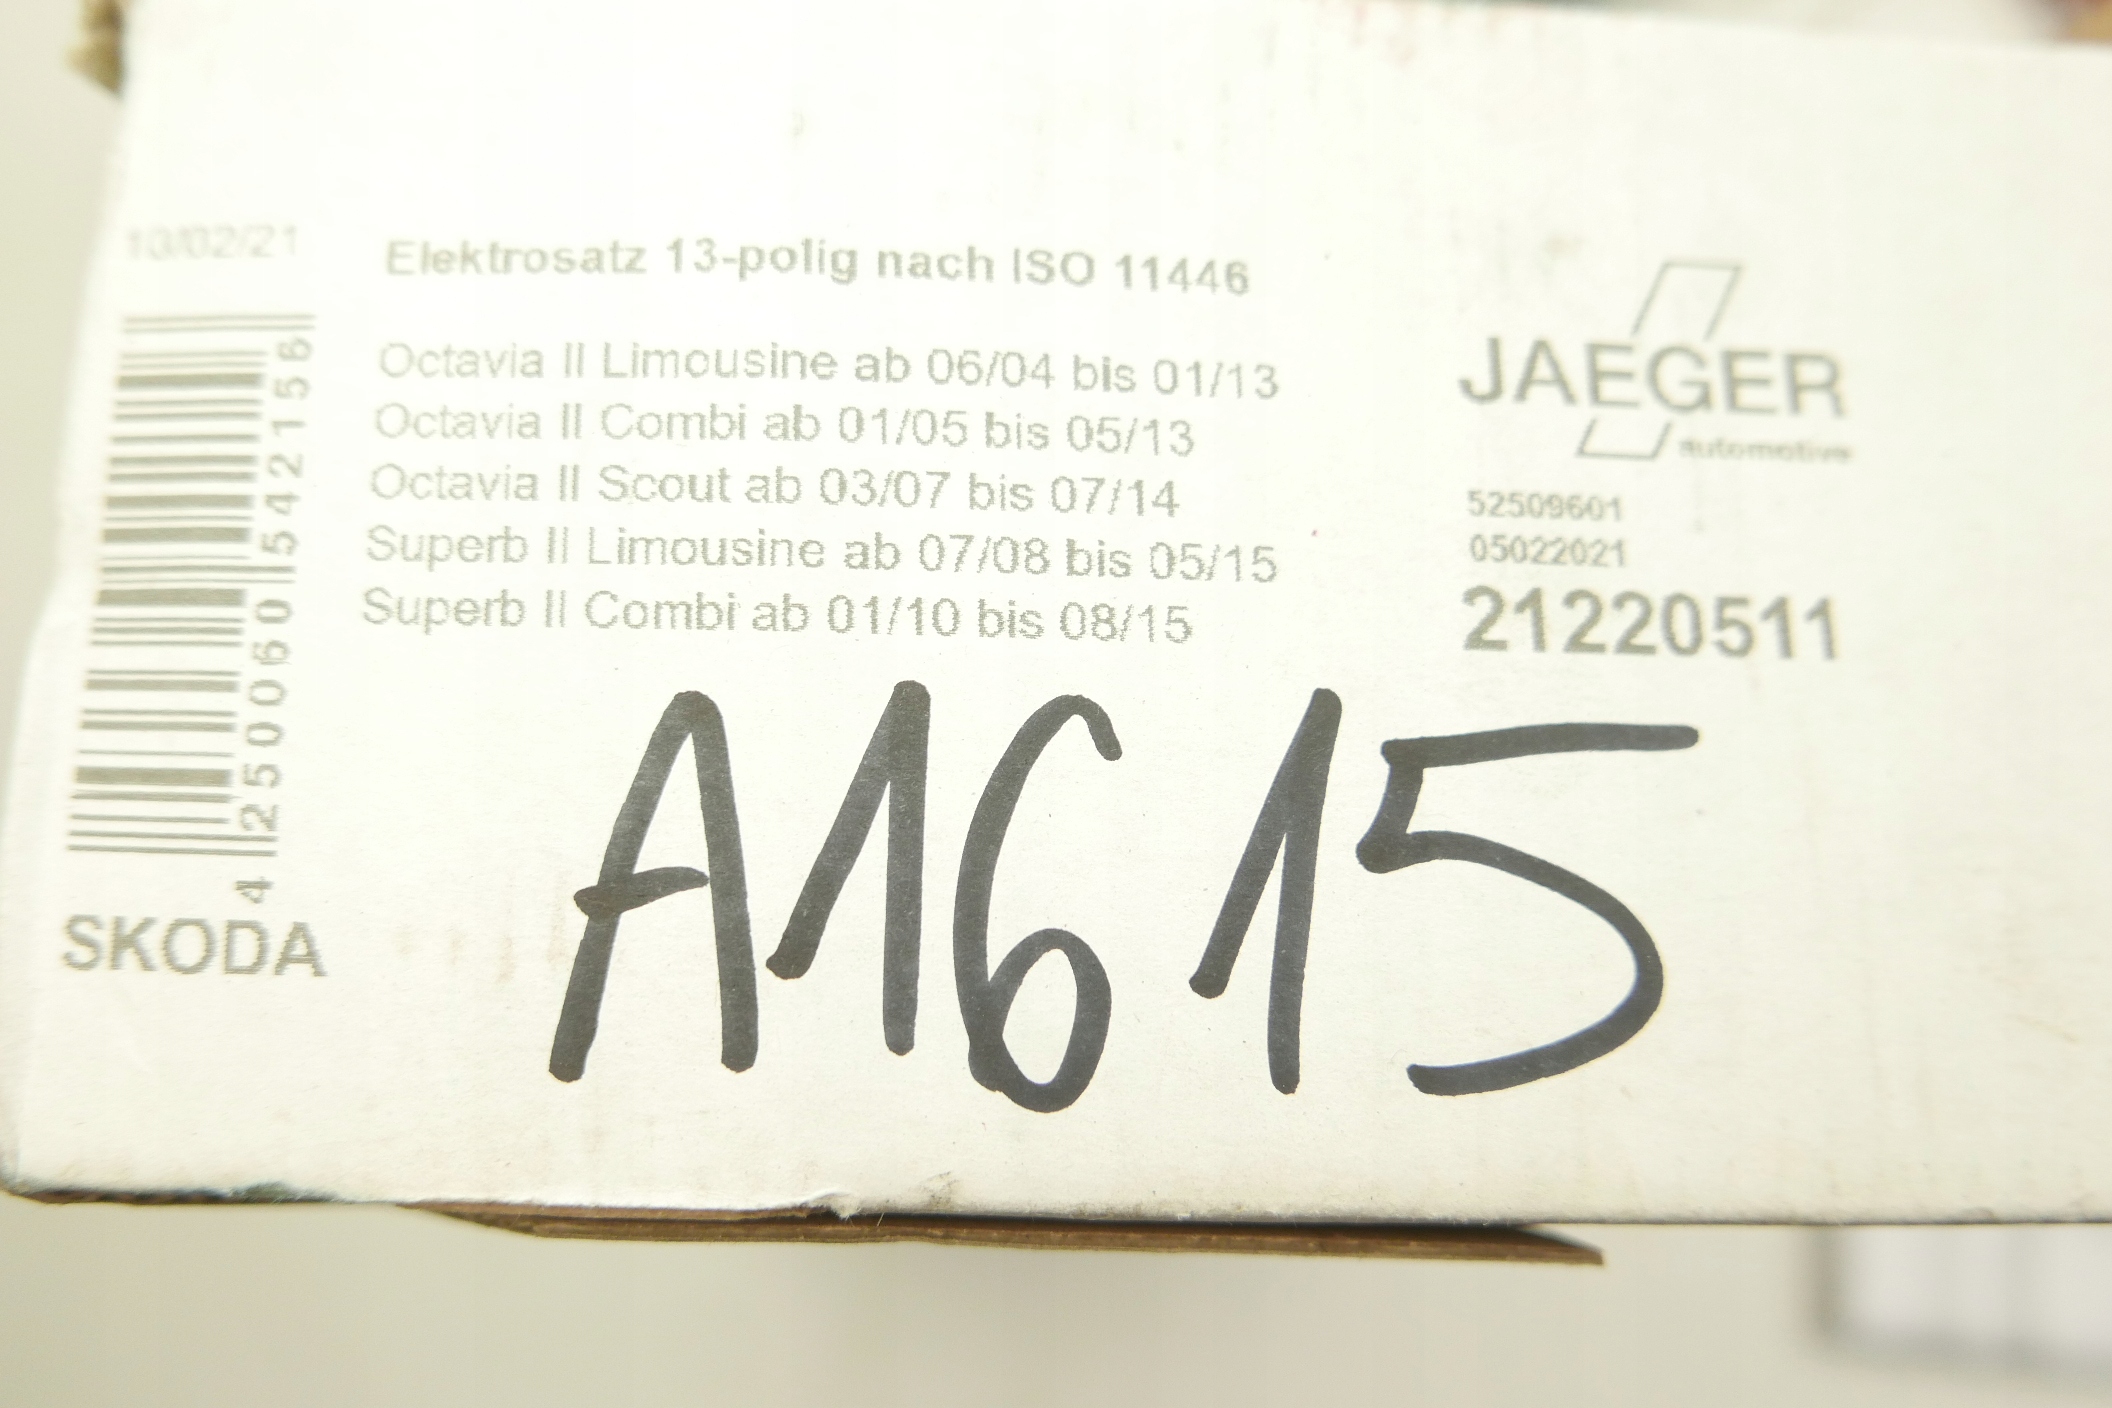 10/02/21
Elektrosatz 13-polig nach ISO 11446
Octavia II Limousine ab 06/04 bis 01/13
Octavia II Combi ab 01/05 bis 05/13
Octavia II Scout ab 03/07 bis 07/14
Superb II Limousine ab 07/08 bis 05/15
Superb II Combi ab 01/10 bis 08/15
4 250060 542156
SKODA
JAEGER
automotive
52509601
05022021
21220511
A1615